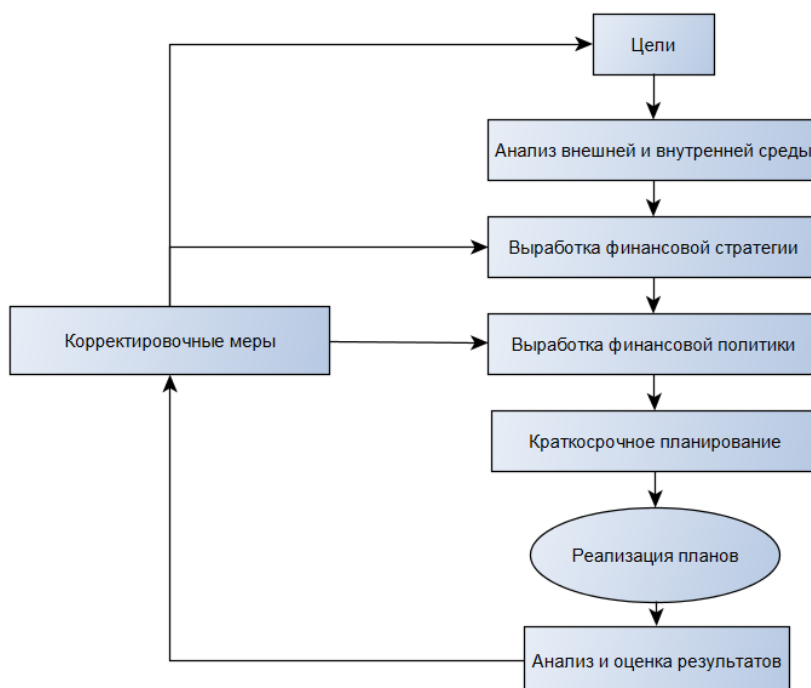 Цели
Анализ внешней и внутренней среды
Выработка финансовой стратегии
Корректировочные меры
Выработка финансовой политики
Краткосрочное планирование
Реализация планов
Анализ и оценка результатов